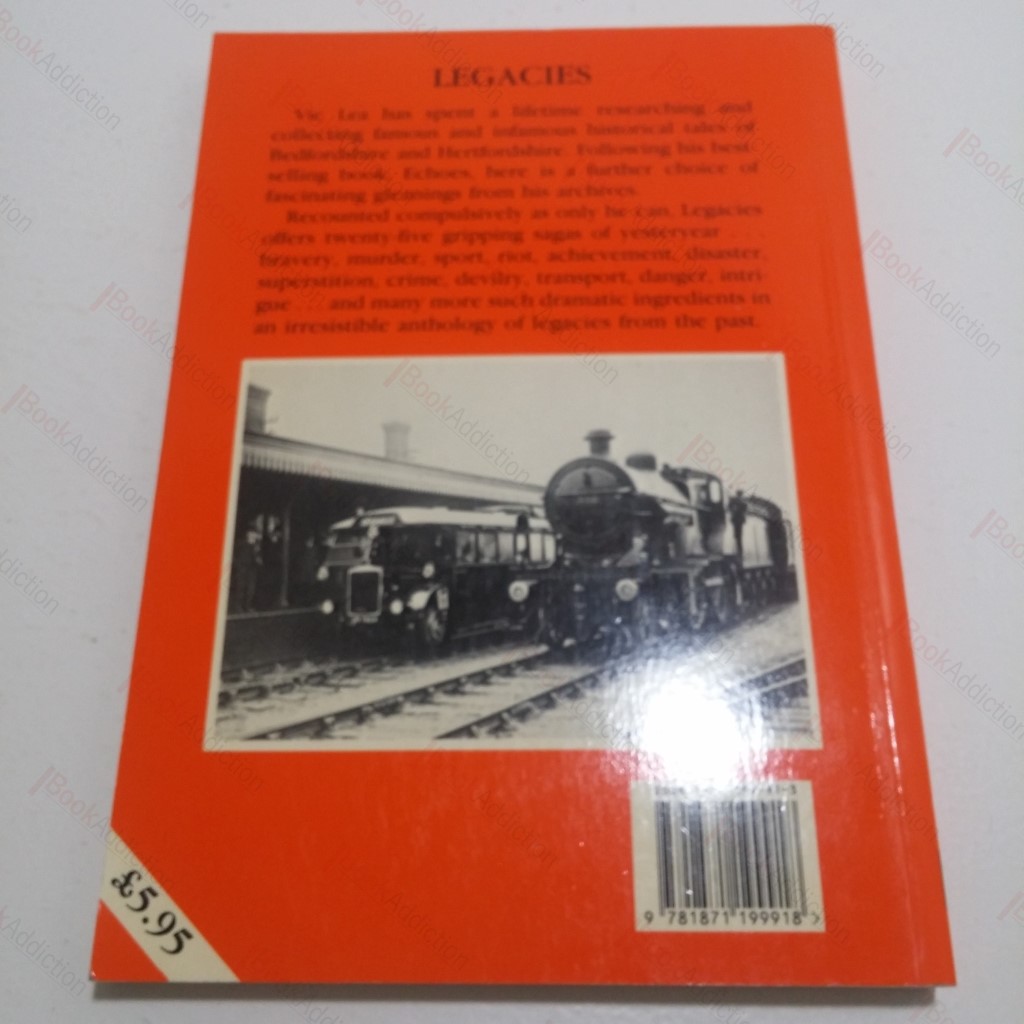 LEGACIES
Vic Lea has spent a lifetime researching and
collecting famous and infamous historical tales of
Bedfordshire and Hertfordshire. Following his best-
selling book, Echoes, here is a further choice of
fascinating gleanings from his archives.
Recounted compulsively as only he can, Legacies
offers twenty-five gripping sagas of yesteryear . . .
bravery, murder, sport, riot, achievement, disaster,
superstition, crime, devilry, transport, danger, intri-
gue . . . and many more such dramatic ingredients in
an irresistible anthology of legacies from the past.
9 781871 199918 >
£5.95
BookAddiction